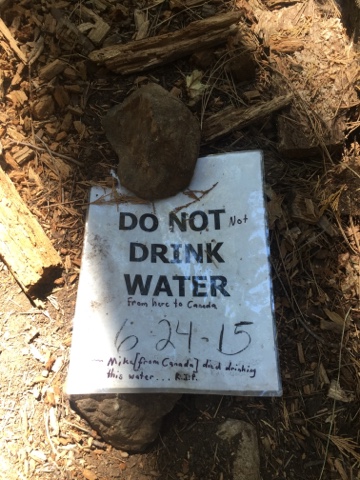 DO NOT Not
DRINK
WATER
From here to Canada
6-24-15
- Mike [from Canada] died drinking
this water... R.I.P.